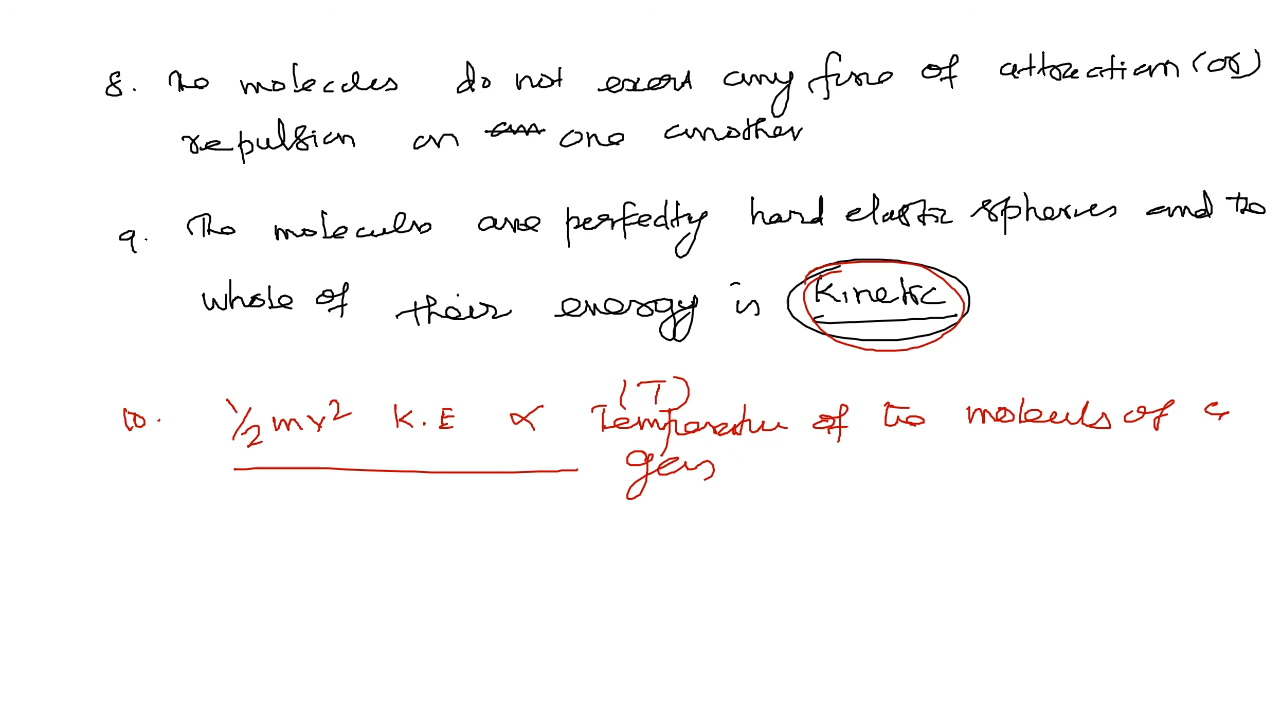 8. The molecules do not exert any force of attraction (or)
repulsion on one another
9. The molecules are perfectly hard elastic spheres and the
whole of their energy is Kinetic
(T)
10. 1/2 mv² K.E ∝ Temperature of the molecules of a
gas